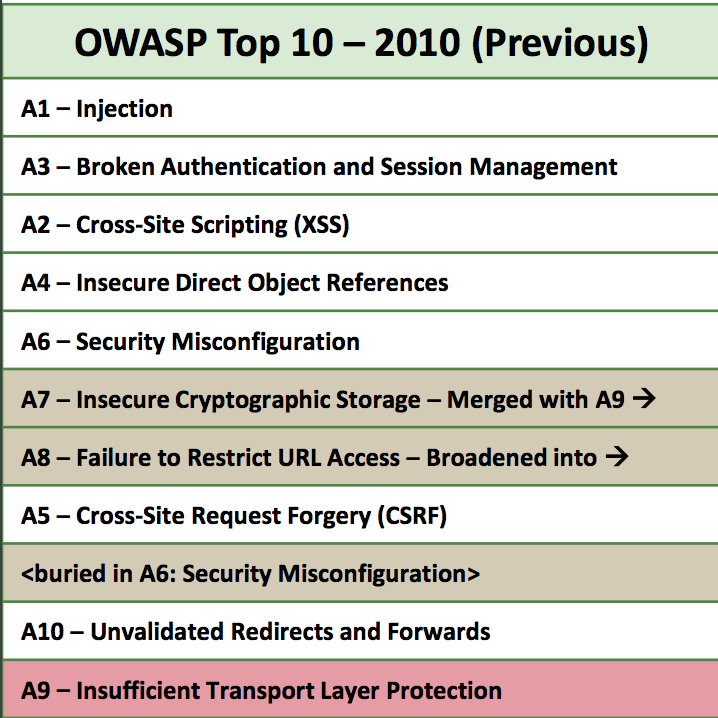 OWASP Top 10 – 2010 (Previous)
A1 – Injection
A3 – Broken Authentication and Session Management
A2 – Cross-Site Scripting (XSS)
A4 – Insecure Direct Object References
A6 – Security Misconfiguration
A7 – Insecure Cryptographic Storage – Merged with A9 →
A8 – Failure to Restrict URL Access – Broadened into →
A5 – Cross-Site Request Forgery (CSRF)
<buried in A6: Security Misconfiguration>
A10 – Unvalidated Redirects and Forwards
A9 – Insufficient Transport Layer Protection